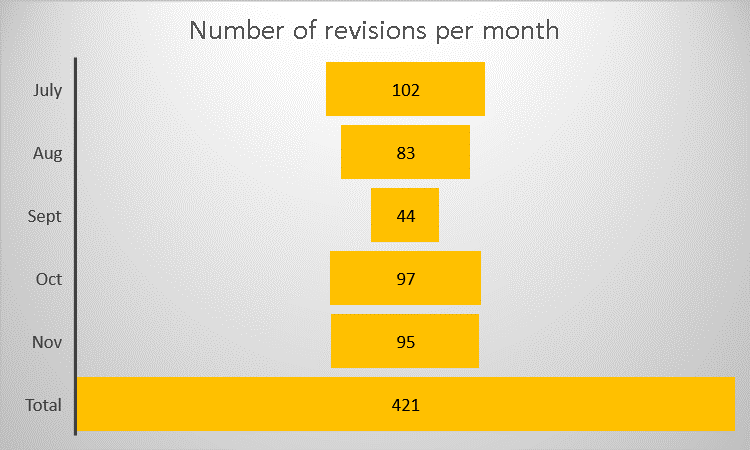 Number of revisions per month
July 102
Aug 83
Sept 44
Oct 97
Nov 95
Total 421